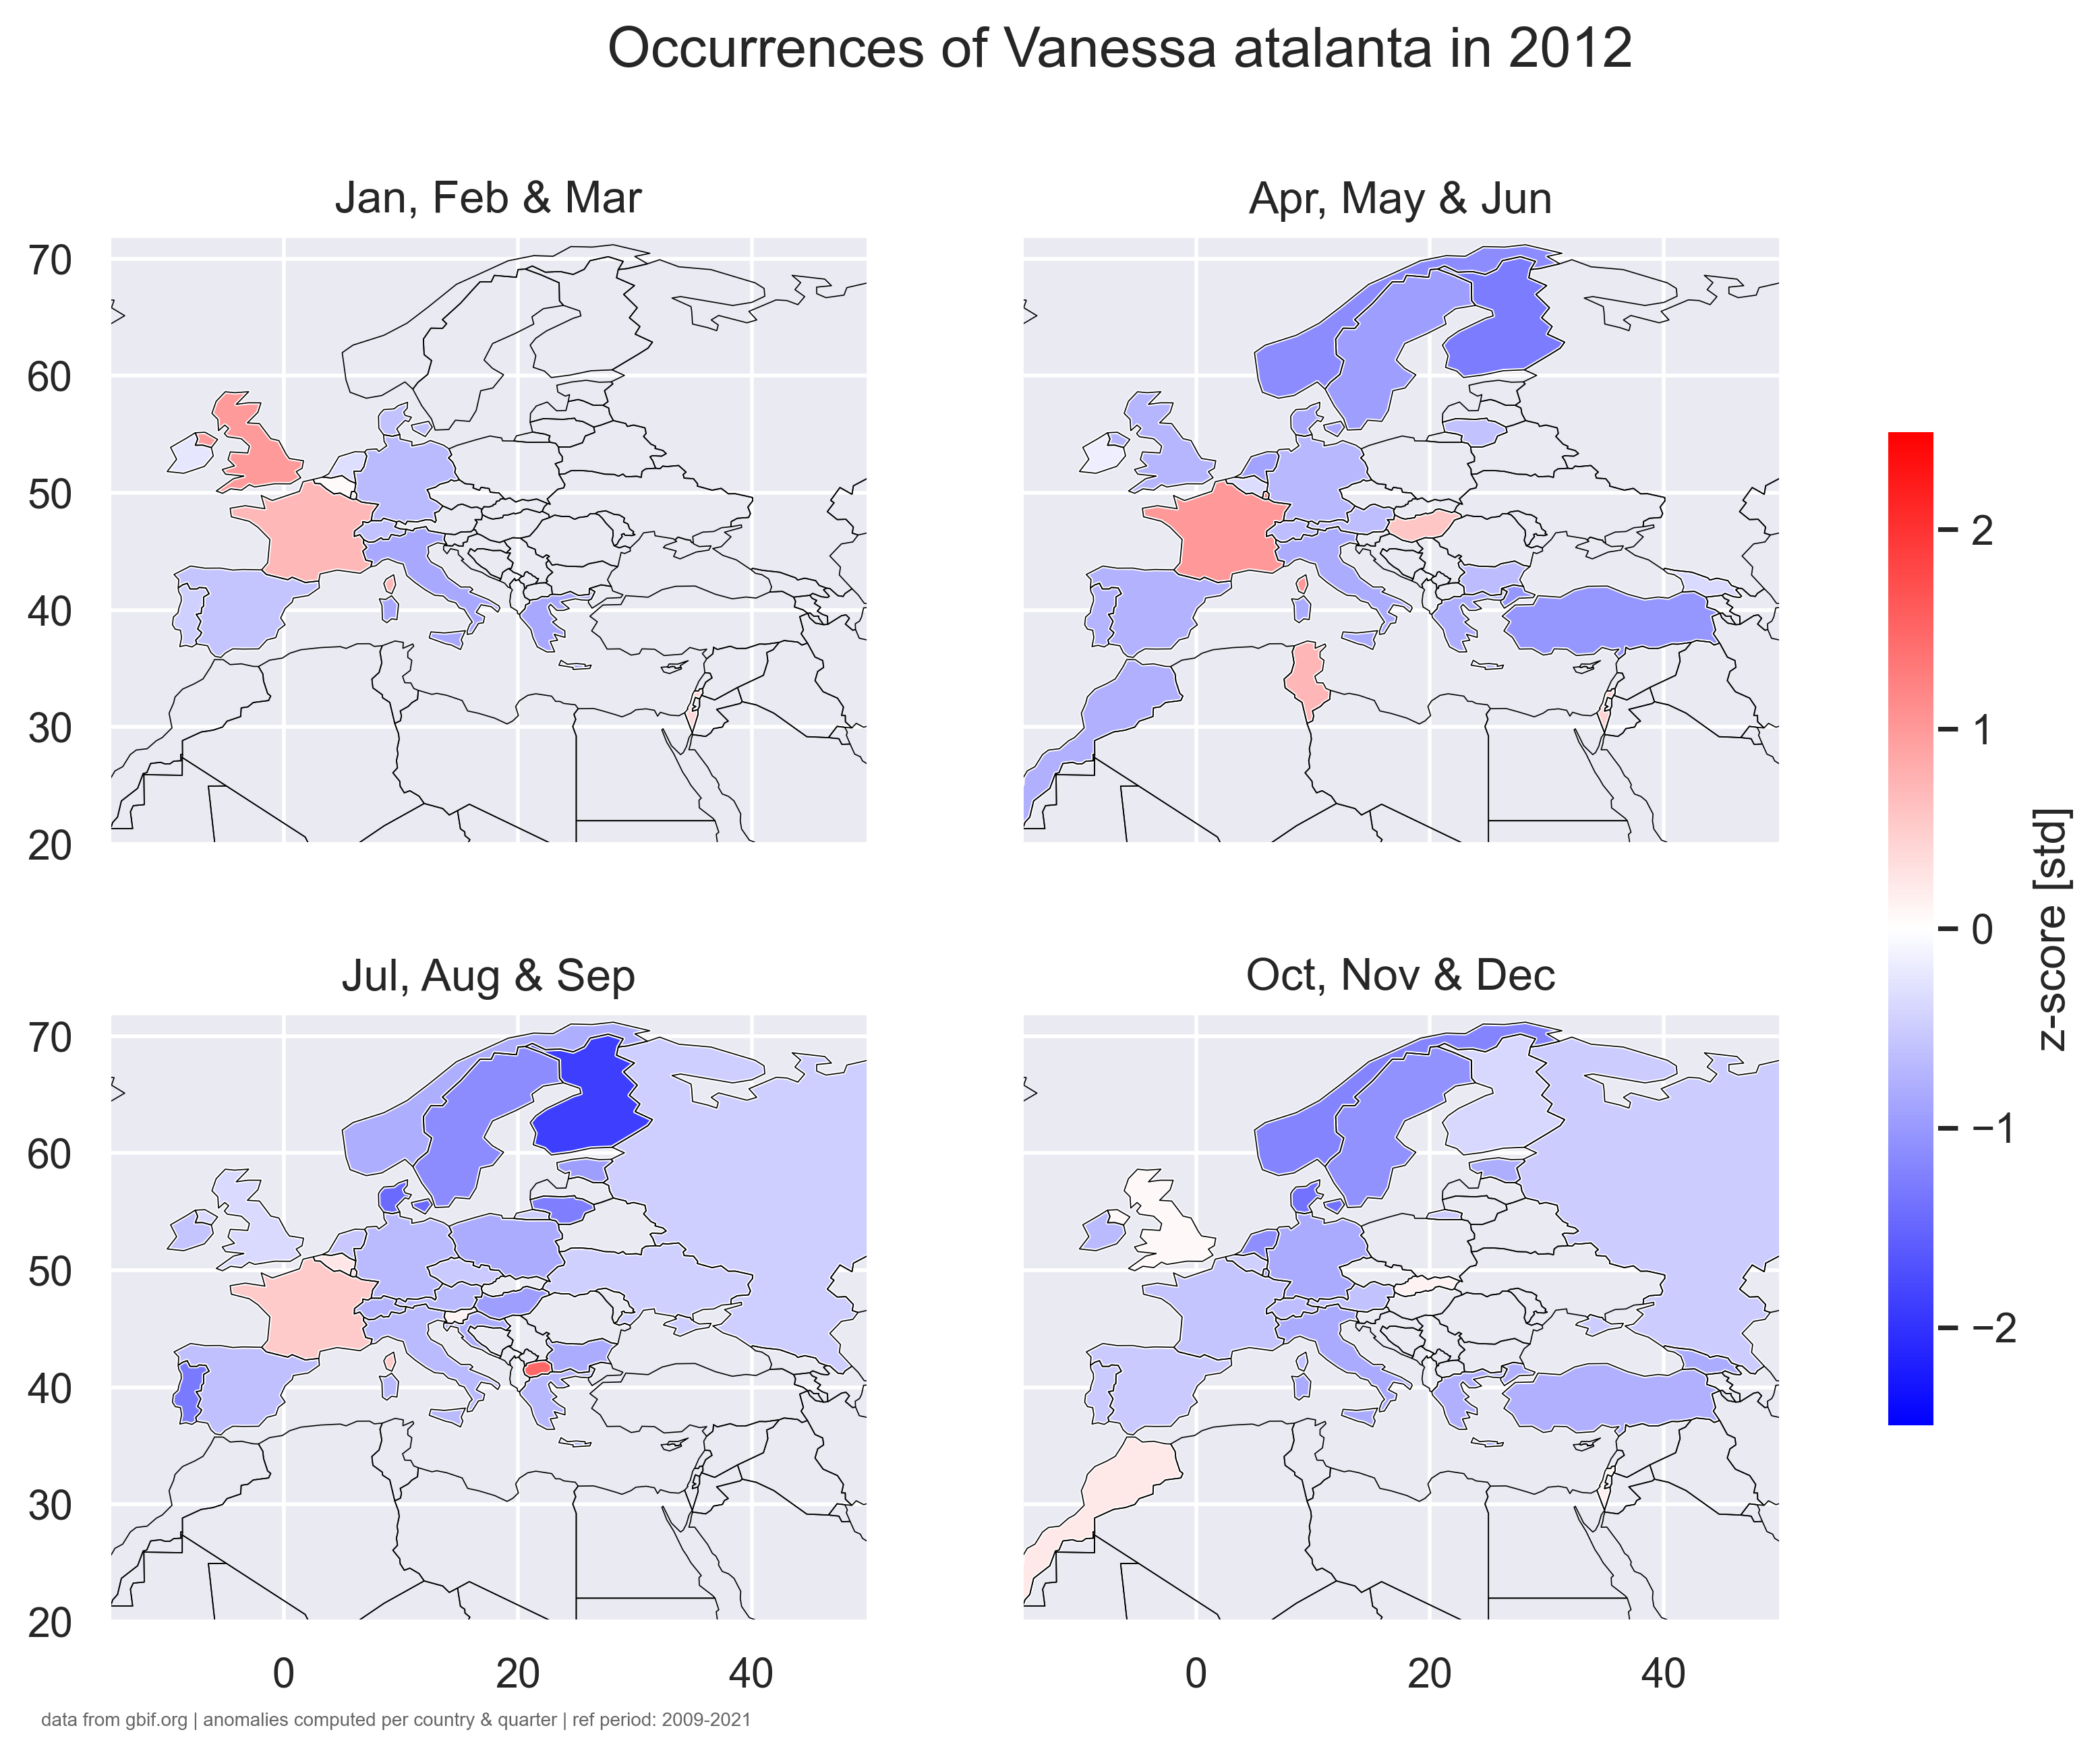 Occurrences of Vanessa atalanta in 2012
Jan, Feb & Mar
Apr, May & Jun
70
60
50
40
30
20
2
1
0
−1
−2
z-score [std]
Jul, Aug & Sep
Oct, Nov & Dec
70
60
50
40
30
20
0 20 40
0 20 40
data from gbif.org | anomalies computed per country & quarter | ref period: 2009-2021